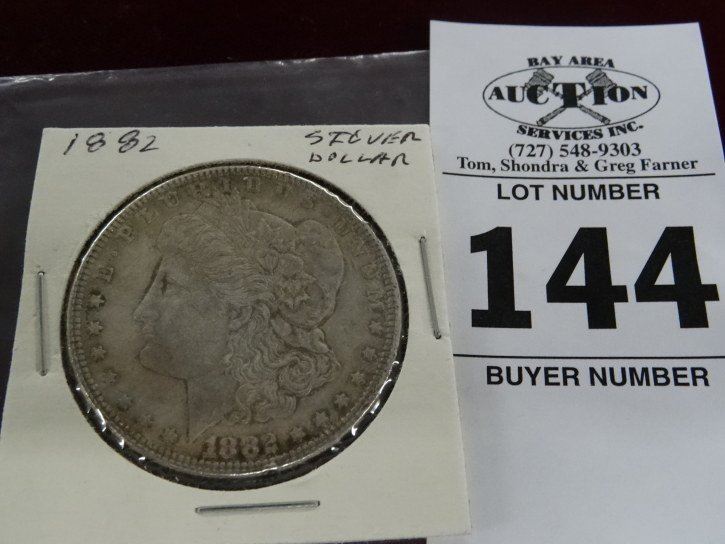 1882 SILVER
DOLLAR
E·PLURIBUS·UNUM
1882
BAY AREA
AUCTION
SERVICES INC.
(727) 548-9303
Tom, Shondra & Greg Farner
LOT NUMBER
144
BUYER NUMBER